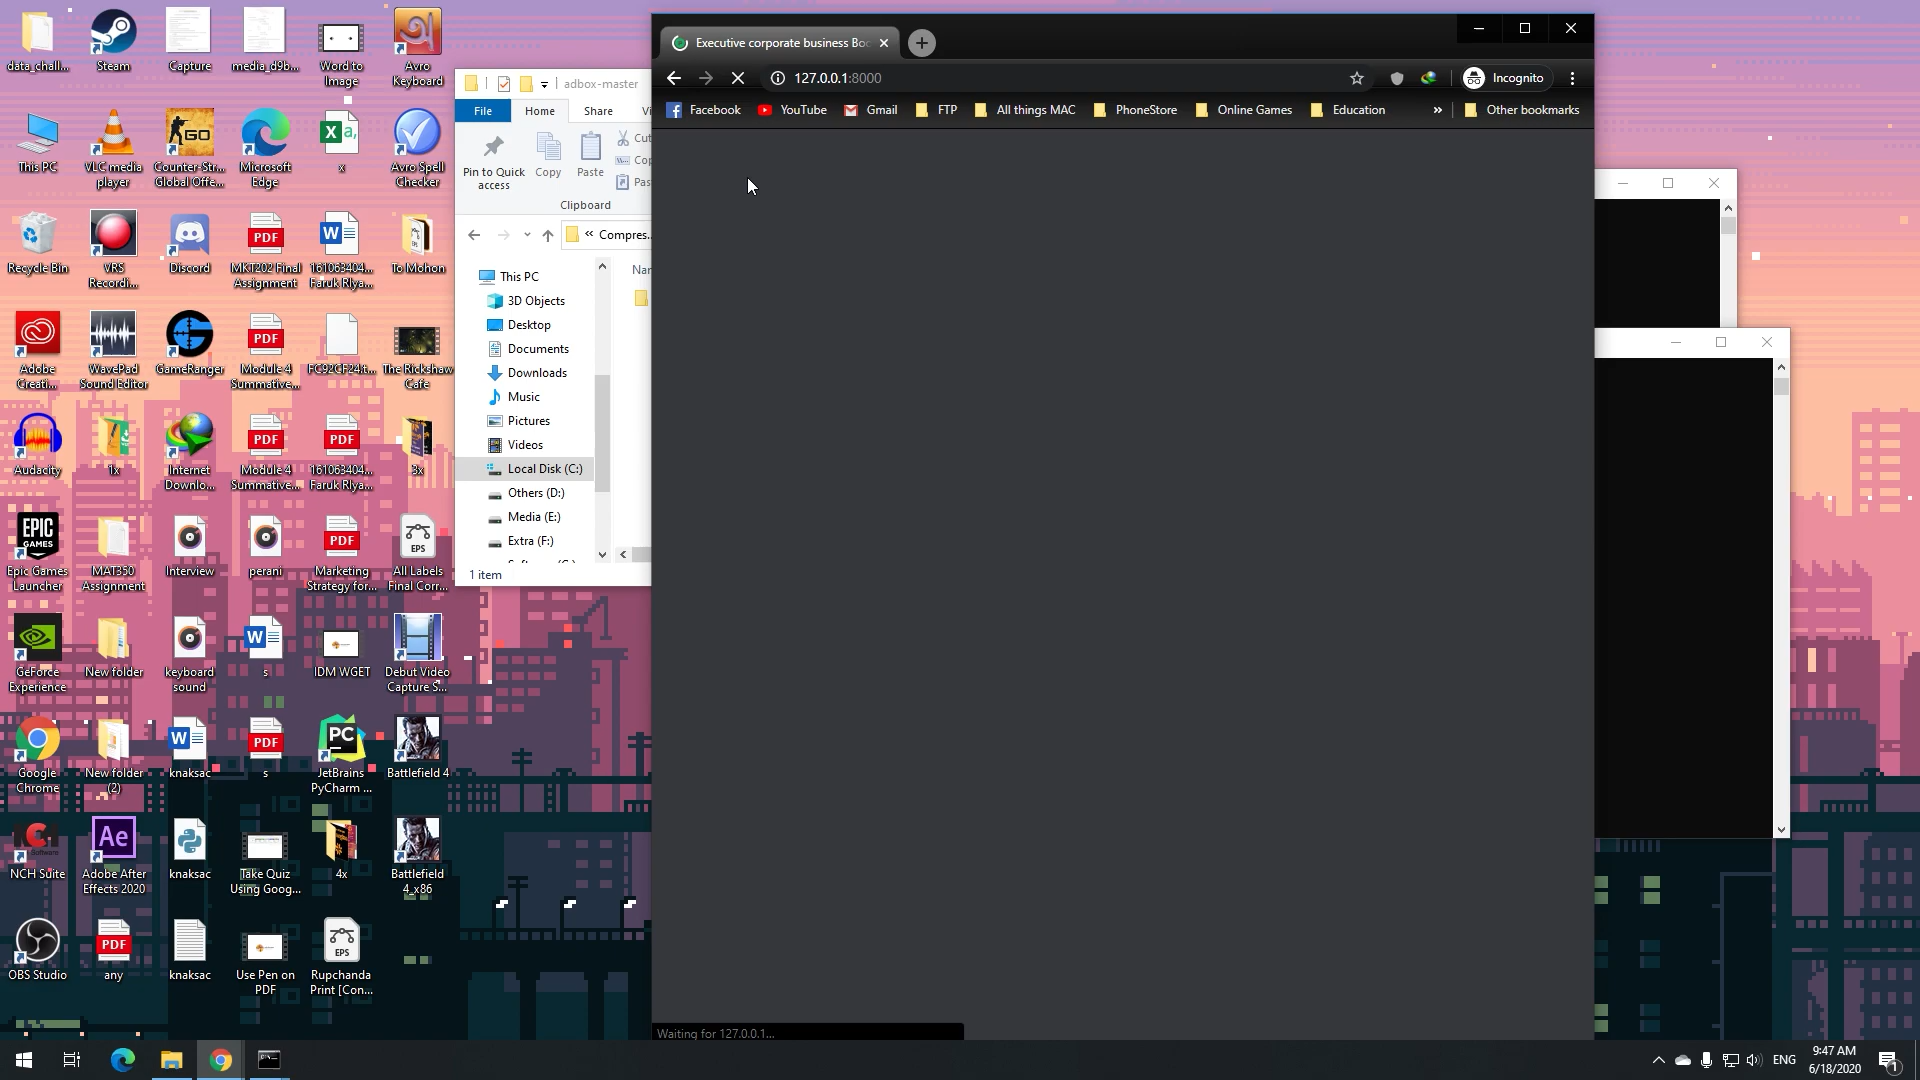 data_chall...
Steam
Capture
media_d9b...
Word to
Image
Avro
Keyboard
This PC
VLC media
player
Counter-Str...
Global Offe...
Microsoft
Edge
x
Avro Spell
Checker
Recycle Bin
VRS
Recordi...
Discord
MKT202 Final
Assignment
161063404...
Faruk RIya...
To Mohon
Adobe
Creati...
WavePad
Sound Editor
GameRanger
Module 4
Summative...
FC92CF24.t...
The Rickshaw
Cafe
Audacity
1x
Internet
Downlo...
Module 4
Summative...
161063404...
Faruk RIya...
3x
Epic Games
Launcher
MAT350
Assignment
Interview
perani
Marketing
Strategy for...
All Labels
Final Corr...
GeForce
Experience
New folder
keyboard
sound
s
IDM WGET
Debut Video
Capture S...
Google
Chrome
New folder
(2)
knaksac
s
JetBrains
PyCharm ...
Battlefield 4
NCH Suite
Adobe After
Effects 2020
knaksac
Take Quiz
Using Goog...
4x
Battlefield
4_x86
OBS Studio
any
knaksac
Use Pen on
PDF
Rupchanda
Print [Con...
adbox-master
File
Home
Share
Vi
Pin to Quick
access
Copy
Paste
Cut
Cop
Pas
Clipboard
« Compres...
Nar
This PC
3D Objects
Desktop
Documents
Downloads
Music
Pictures
Videos
Local Disk (C:)
Others (D:)
Media (E:)
Extra (F:)
1 item
Executive corporate business Boo
127.0.0.1:8000
Incognito
Facebook
YouTube
Gmail
FTP
All things MAC
PhoneStore
Online Games
Education
»
Other bookmarks
Waiting for 127.0.0.1...
ENG
9:47 AM
6/18/2020
1